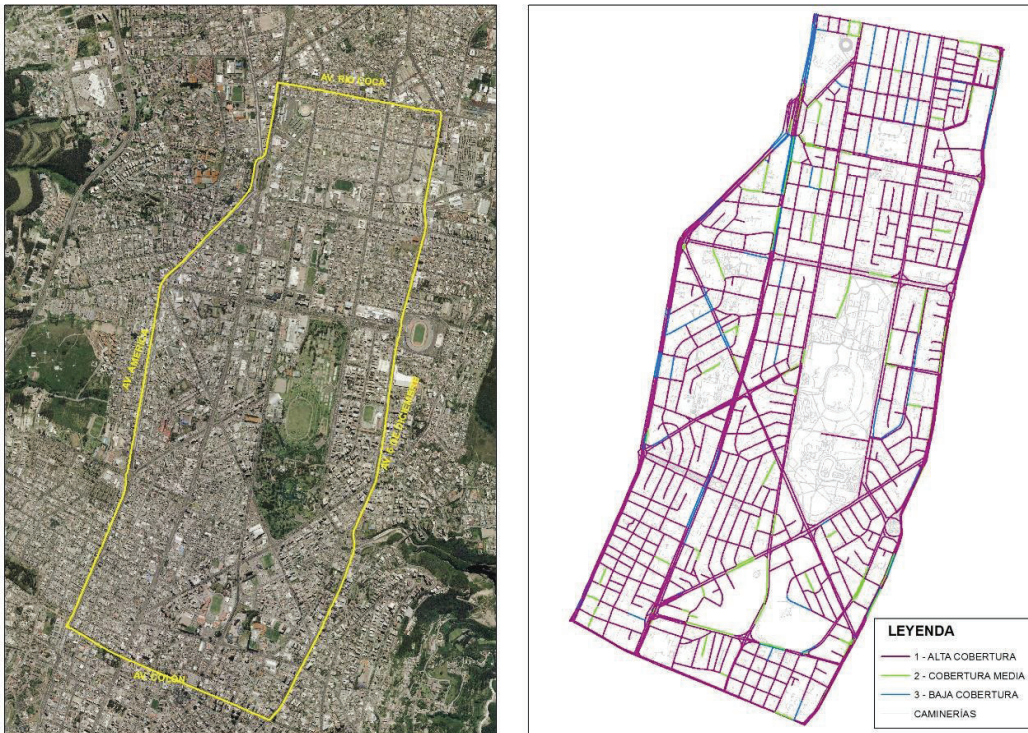 AV. RIO COCA
AV. AMERICA
AV. 6 DE DICIEMBRE
AV. COLON
LEYENDA
1 - ALTA COBERTURA
2 - COBERTURA MEDIA
3 - BAJA COBERTURA
CAMINERÍAS